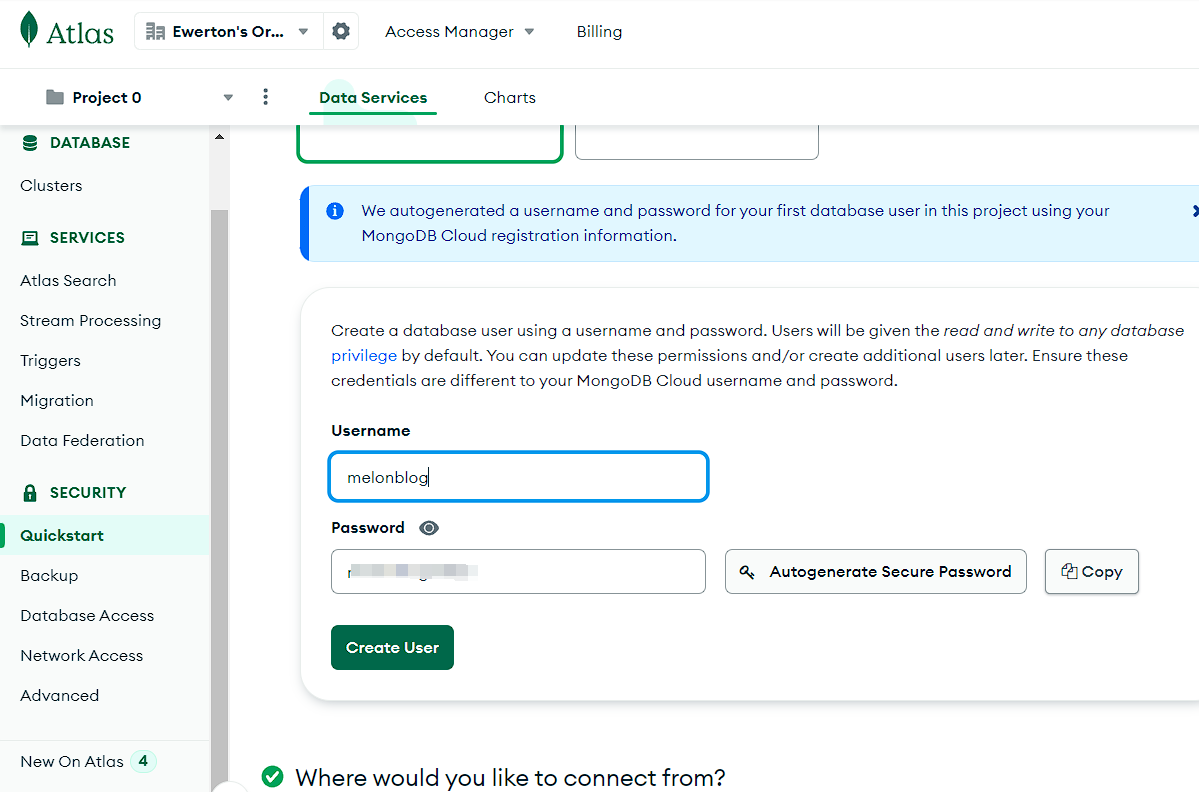 Atlas
Ewerton's Or...
Access Manager
Billing
Project 0
Data Services
Charts
DATABASE
Clusters
SERVICES
Atlas Search
Stream Processing
Triggers
Migration
Data Federation
SECURITY
Quickstart
Backup
Database Access
Network Access
Advanced
New On Atlas 4
We autogenerated a username and password for your first database user in this project using your
MongoDB Cloud registration information.
Create a database user using a username and password. Users will be given the read and write to any database
privilege by default. You can update these permissions and/or create additional users later. Ensure these
credentials are different to your MongoDB Cloud username and password.
Username
melonblog
Password
Autogenerate Secure Password
Copy
Create User
Where would you like to connect from?